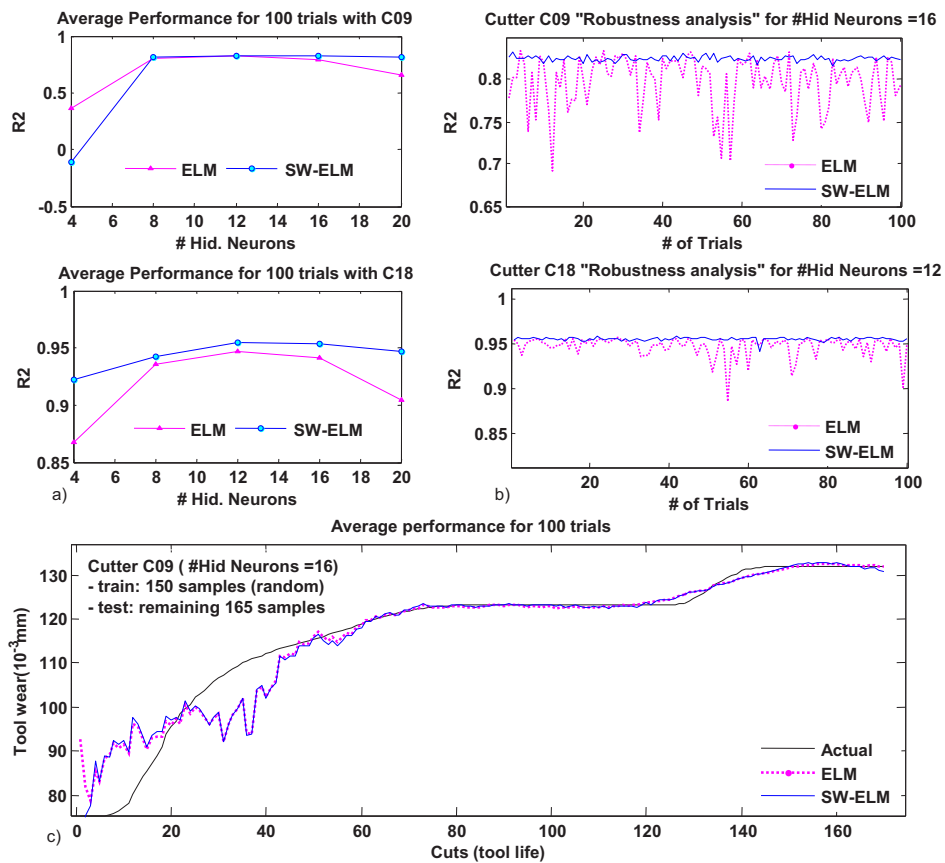 Average Performance for 100 trials with C09
1
0.5
0
-0.5
R2
ELM
SW-ELM
4 6 8 10 12 14 16 18 20
# Hid. Neurons
Cutter C09 "Robustness analysis" for #Hid Neurons =16
0.8
0.75
0.7
0.65
R2
ELM
SW-ELM
0 20 40 60 80 100
# of Trials
Average Performance for 100 trials with C18
1
0.95
0.9
0.85
R2
ELM
SW-ELM
4 6 8 10 12 14 16 18 20
a)
# Hid. Neurons
Cutter C18 "Robustness analysis" for #Hid Neurons =12
1
0.95
0.9
0.85
R2
ELM
SW-ELM
0 20 40 60 80 100
b)
# of Trials
Average performance for 100 trials
Cutter C09 ( #Hid Neurons =16)
- train: 150 samples (random)
- test: remaining 165 samples
130
120
110
100
90
80
Tool wear(10⁻³mm)
Actual
ELM
SW-ELM
0 20 40 60 80 100 120 140 160
c)
Cuts (tool life)